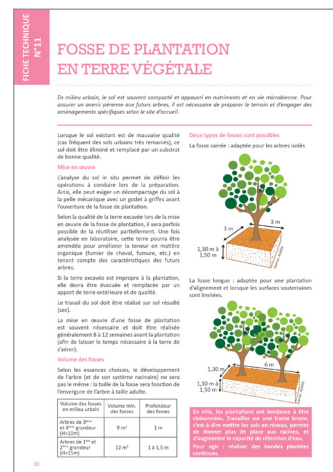 FICHE TECHNIQUE
N°11
FOSSE DE PLANTATION
EN TERRE VÉGÉTALE
En milieu urbain, le sol est souvent compacté et appauvri en nutriments et en vie microbienne. Pour
assurer un avenir pérenne aux futurs arbres, il est nécessaire de préparer le terrain et d'engager des
aménagements spécifiques selon le site d'accueil.
Lorsque le sol existant est de mauvaise qualité
(cas fréquent des sols urbains très remaniés), ce
sol doit être éliminé et remplacé par un substrat
de bonne qualité.
Mise en œuvre
L'analyse du sol in situ permet de définir les
opérations à conduire lors de la préparation.
Ainsi, elle peut exiger un décompactage du sol à
la pelle mécanique avec un godet à griffes avant
l'ouverture de la fosse de plantation.
Selon la qualité de la terre excavée lors de la mise
en œuvre de la fosse de plantation, il sera parfois
possible de la réutiliser partiellement. Une fois
analysée en laboratoire, cette terre pourra être
amendée pour améliorer la teneur en matière
organique (fumier de cheval, fumure, etc.) en
tenant compte des caractéristiques des futurs
arbres.
Si la terre excavée est impropre à la plantation,
elle devra être évacuée et remplacée par un
apport de terre extérieure et de qualité.
Le travail du sol doit être réalisé sur sol ressuillé
(sec).
La mise en œuvre d'une fosse de plantation
est souvent nécessaire et doit être réalisée
généralement 8 à 12 semaines avant la plantation
(afin de laisser le temps nécessaire à la terre de
s'aérer).
Volume des fosses
Selon les essences choisies, le développement
de l'arbre (et de son système racinaire) ne sera
pas le même : la taille de la fosse sera fonction de
l'envergure de l'arbre à taille adulte.
Volume des fosses
en milieu urbain
Volume min.
des fosses
Profondeur
des fosses
Arbres de 3ème
et 4ème grandeur
(H<10m)
9 m³
1 m
Arbres de 1er et
2ème grandeur
(H>15m)
12 m³
1 à 1,5 m
38
Deux types de fosses sont possibles
La fosse carrée : adaptée pour les arbres isolés
3 m
3 m
1,30 m à
1,50 m
La fosse longue : adaptée pour une plantation
d'alignement et lorsque les surfaces souterraines
sont limitées.
6 m
1,30 m
1,30 m à
1,50 m
En ville, les plantations ont tendance à être
cloisonnées. Travailler sur une trame brune,
c'est-à-dire mettre les sols en réseau, permet
de donner plus de place aux racines, et
d'augmenter la capacité de rétention d'eau.
Pour agir : réaliser des bandes plantées
continues.